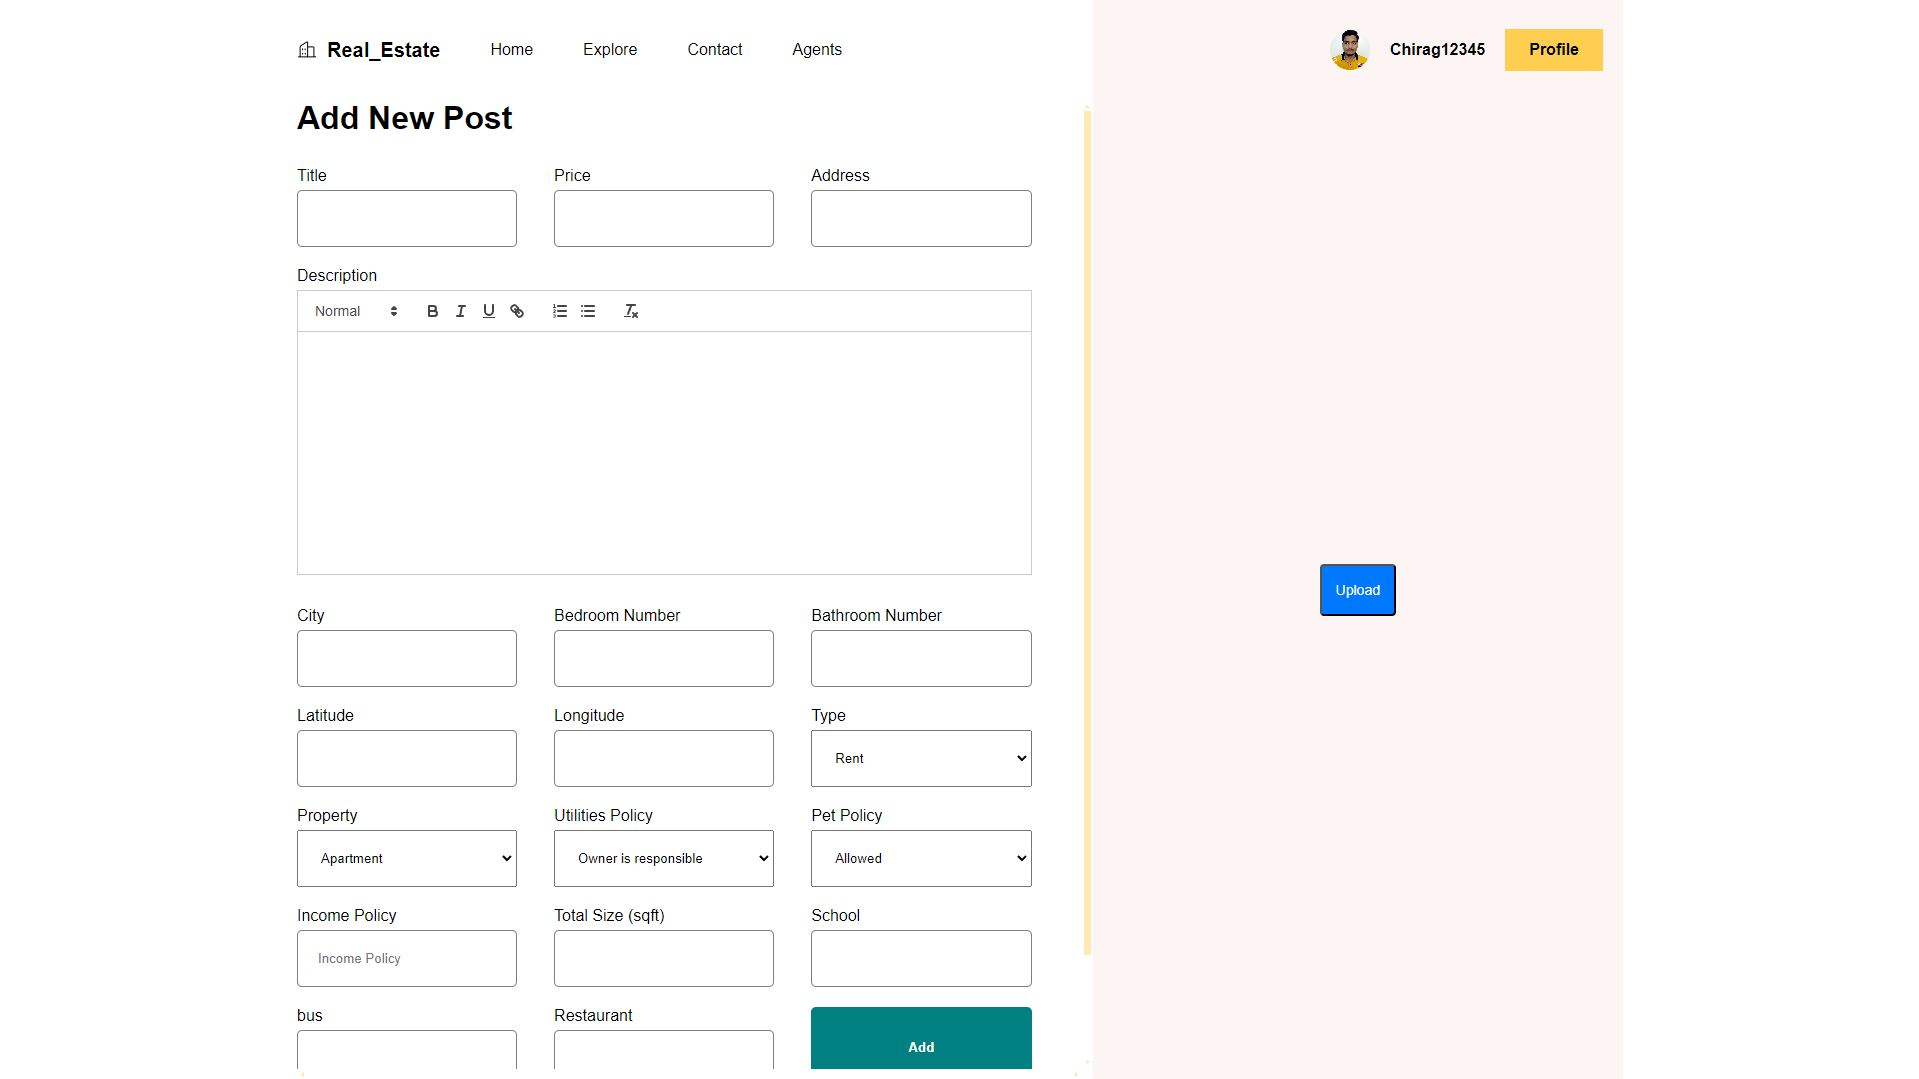 Real_Estate Home Explore Contact Agents Chirag12345 Profile
Add New Post
Title Price Address
Description
Normal
City Bedroom Number Bathroom Number
Upload
Latitude Longitude Type
Rent
Property Utilities Policy Pet Policy
Apartment Owner is responsible Allowed
Income Policy Total Size (sqft) School
Income Policy
bus Restaurant
Add